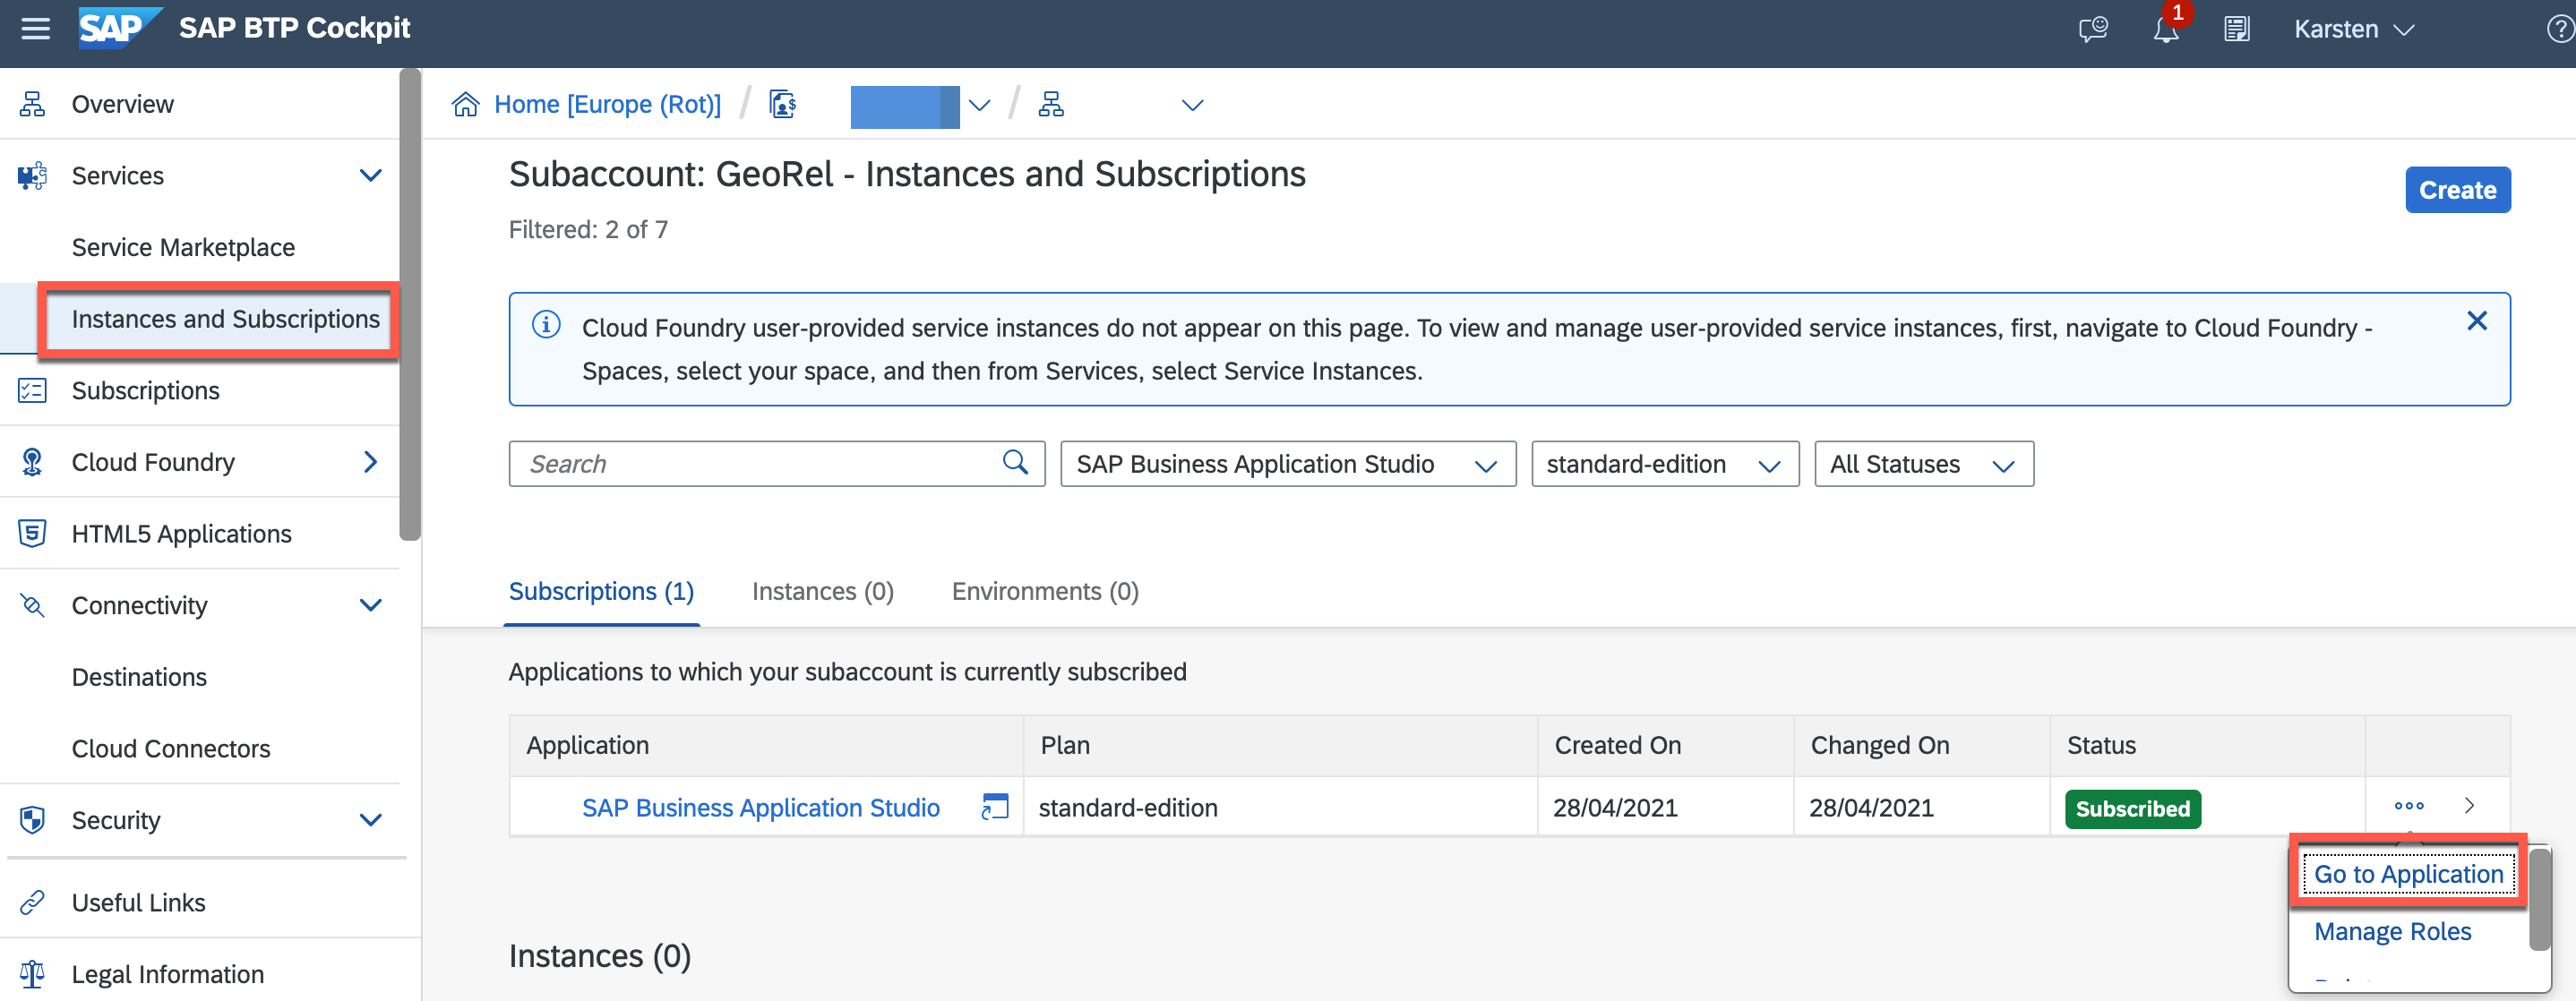 SAP
SAP BTP Cockpit
1
Karsten
Overview
Services
Service Marketplace
Instances and Subscriptions
Subscriptions
Cloud Foundry
HTML5 Applications
Connectivity
Destinations
Cloud Connectors
Security
Useful Links
Legal Information
Home [Europe (Rot)] / /
Subaccount: GeoRel - Instances and Subscriptions
Create
Filtered: 2 of 7
Cloud Foundry user-provided service instances do not appear on this page. To view and manage user-provided service instances, first, navigate to Cloud Foundry -
Spaces, select your space, and then from Services, select Service Instances.
Search
SAP Business Application Studio
standard-edition
All Statuses
Subscriptions (1) Instances (0) Environments (0)
Applications to which your subaccount is currently subscribed
Application Plan Created On Changed On Status
SAP Business Application Studio standard-edition 28/04/2021 28/04/2021 Subscribed
Go to Application
Manage Roles
Instances (0)